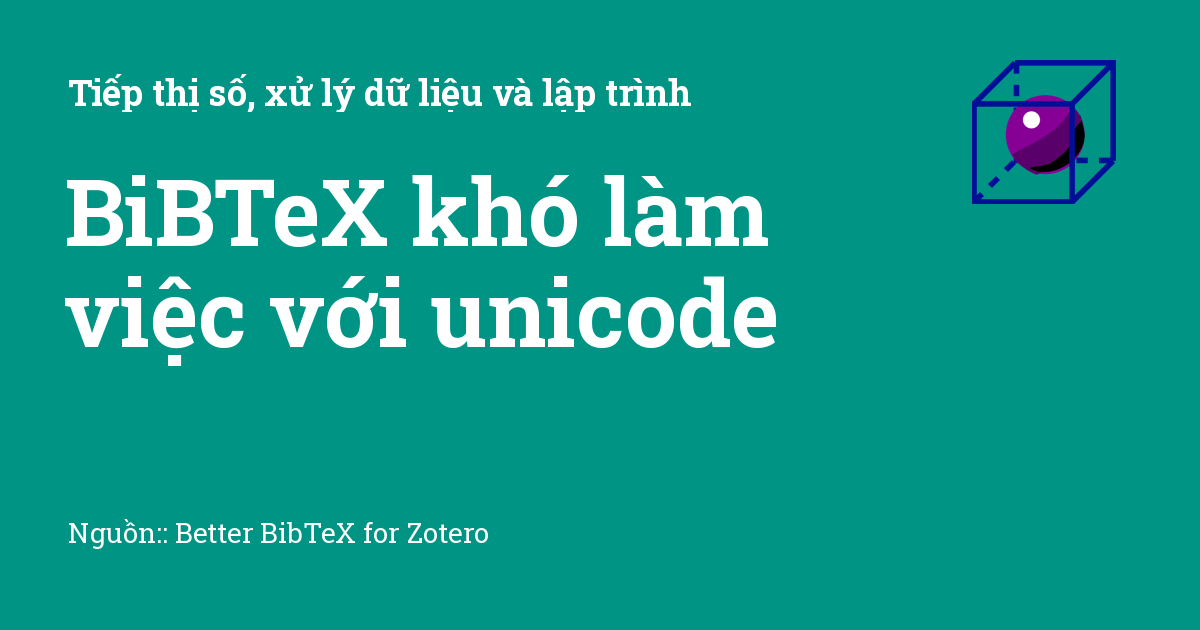 Tiếp thị số, xử lý dữ liệu và lập trình
BiBTeX khó làm
việc với unicode
Nguồn:: Better BibTeX for Zotero